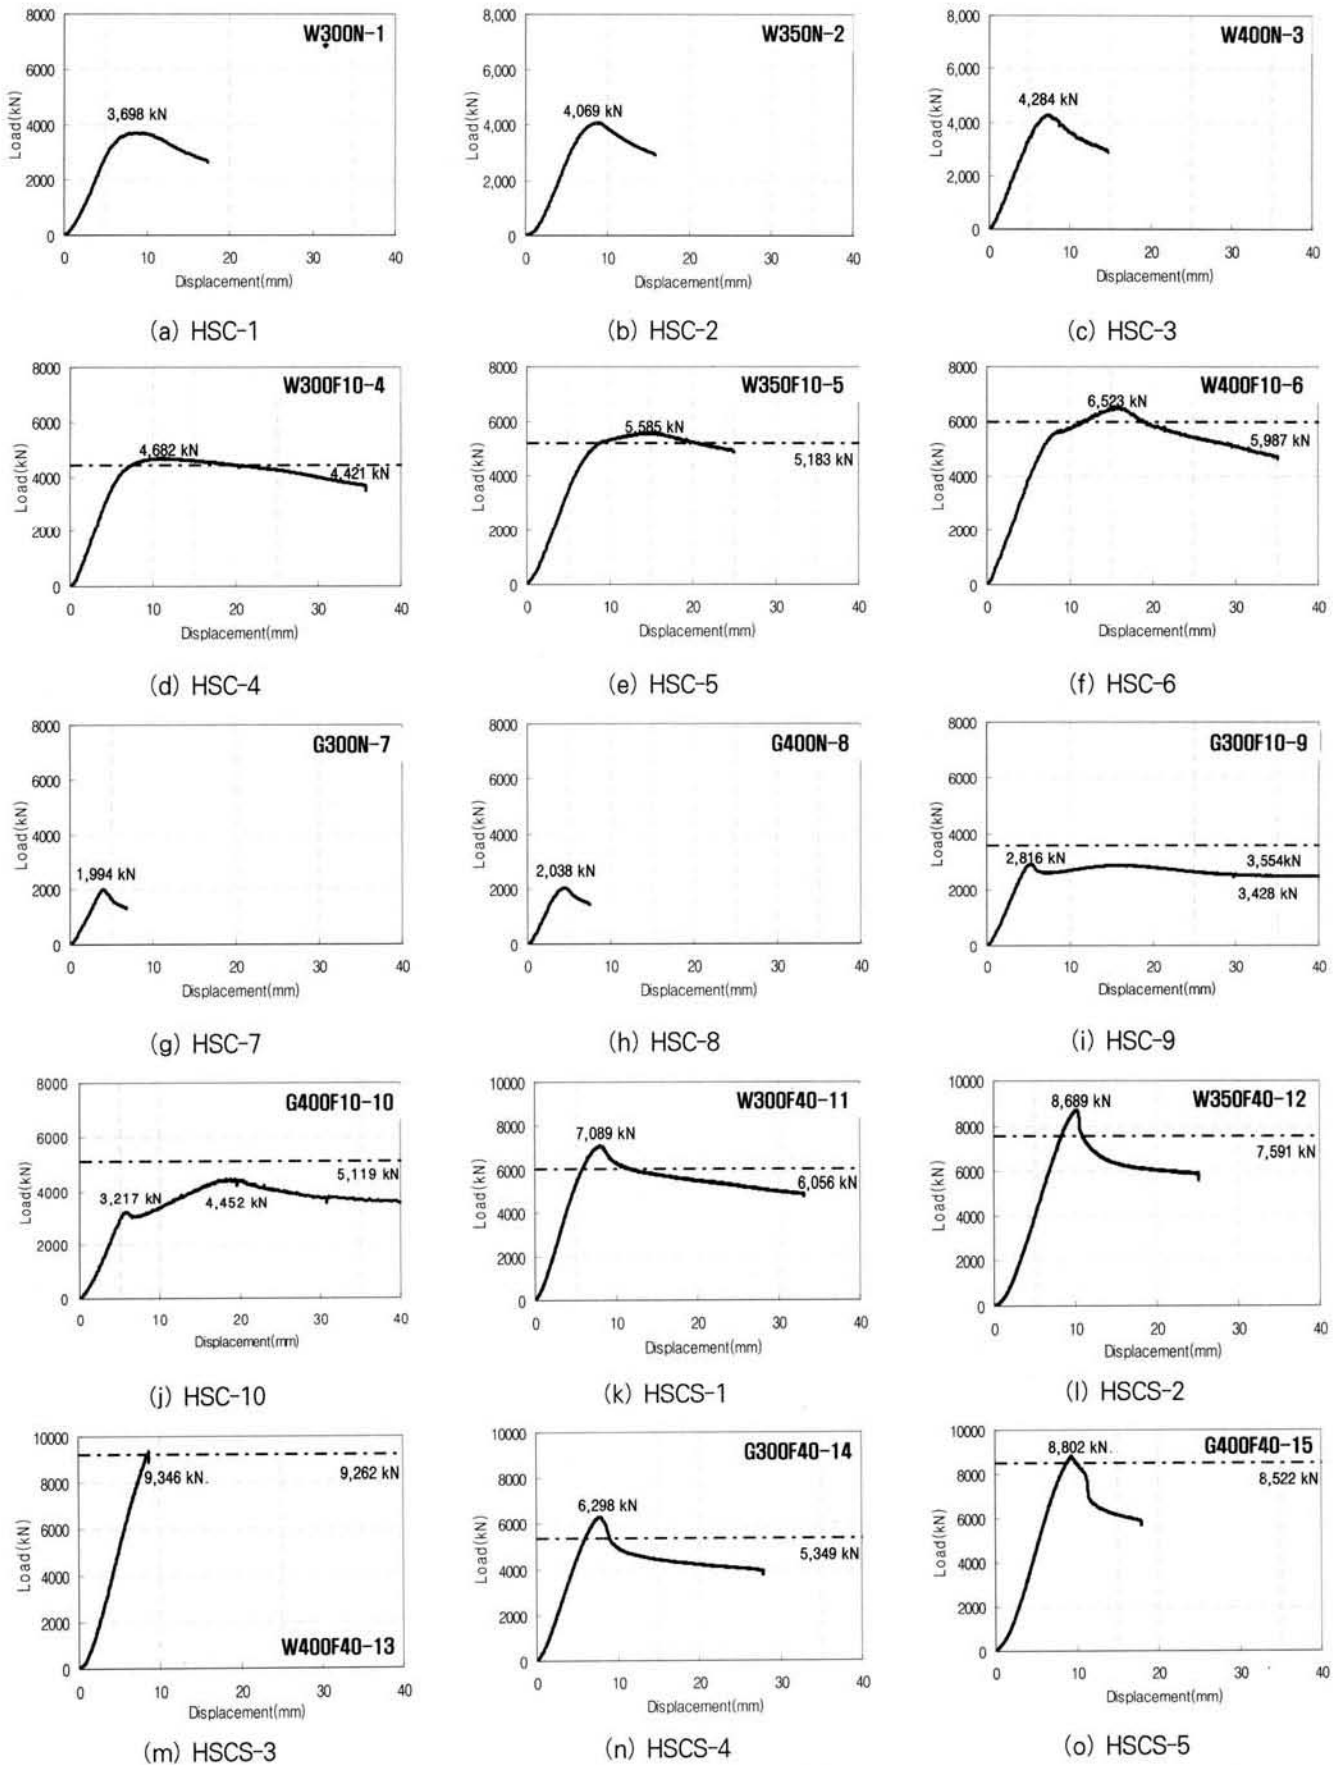 W300N-1
8000
6000
4000
2000
0
Load(kN)
3,698 kN
0 10 20 30 40
Displacement(mm)
(a) HSC-1
W350N-2
8000
6,000
4,000
2,000
0
Load(kN)
4,069 kN
0 10 20 30 40
Displacement(mm)
(b) HSC-2
W400N-3
8,000
6,000
4,000
2,000
0
Load(kN)
4,284 kN
0 10 20 30 40
Displacement(mm)
(c) HSC-3
W300F10-4
8000
6000
4000
2000
0
Load(kN)
4,682 kN
4,421 kN
0 10 20 30 40
Displacement(mm)
(d) HSC-4
W350F10-5
8000
6000
4000
2000
0
Load(kN)
5,585 kN
5,183 kN
0 10 20 30 40
Displacement(mm)
(e) HSC-5
W400F10-6
8000
6000
4000
2000
0
Load(kN)
6,523 kN
5,987 kN
0 10 20 30 40
Displacement(mm)
(f) HSC-6
G300N-7
8000
6000
4000
2000
0
Load(kN)
1,994 kN
0 10 20 30 40
Displacement(mm)
(g) HSC-7
G400N-8
8000
6000
4000
2000
0
Load(kN)
2,038 kN
0 10 20 30 40
Displacement(mm)
(h) HSC-8
G300F10-9
8000
6000
4000
2000
0
Load(kN)
2,816 kN
3,554kN
3,428 kN
0 10 20 30 40
Displacement(mm)
(i) HSC-9
G400F10-10
8000
6000
4000
2000
0
Load(kN)
5,119 kN
3,217 kN
4,452 kN
0 10 20 30 40
Displacement(mm)
(j) HSC-10
W300F40-11
10000
8000
6000
4000
2000
0
Load(kN)
7,089 kN
6,056 kN
0 10 20 30 40
Displacement(mm)
(k) HSCS-1
W350F40-12
10000
8000
6000
4000
2000
0
Load(kN)
8,689 kN
7,591 kN
0 10 20 30 40
Displacement(mm)
(l) HSCS-2
10000
8000
6000
4000
2000
0
Load(kN)
9,346 kN.
9,262 kN
W400F40-13
0 10 20 30 40
Displacement(mm)
(m) HSCS-3
G300F40-14
10000
8000
6000
4000
2000
0
Load(kN)
6,298 kN
5,349 kN
0 10 20 30 40
Displacement(mm)
(n) HSCS-4
G400F40-15
10000
8000
6000
4000
2000
0
Load(kN)
8,802 kN.
8,522 kN
0 10 20 30 40
Displacement(mm)
(o) HSCS-5